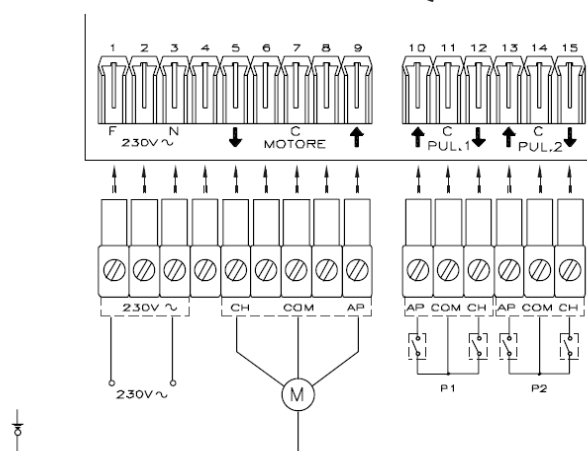 1 2 3 4 5 6 7 8 9 10 11 12 13 14 15
F N C C C
230V~ MOTORE PUL.1 PUL.2
230V~ CH COM AP AP COM CH AP COM CH
M
P1 P2
230V~